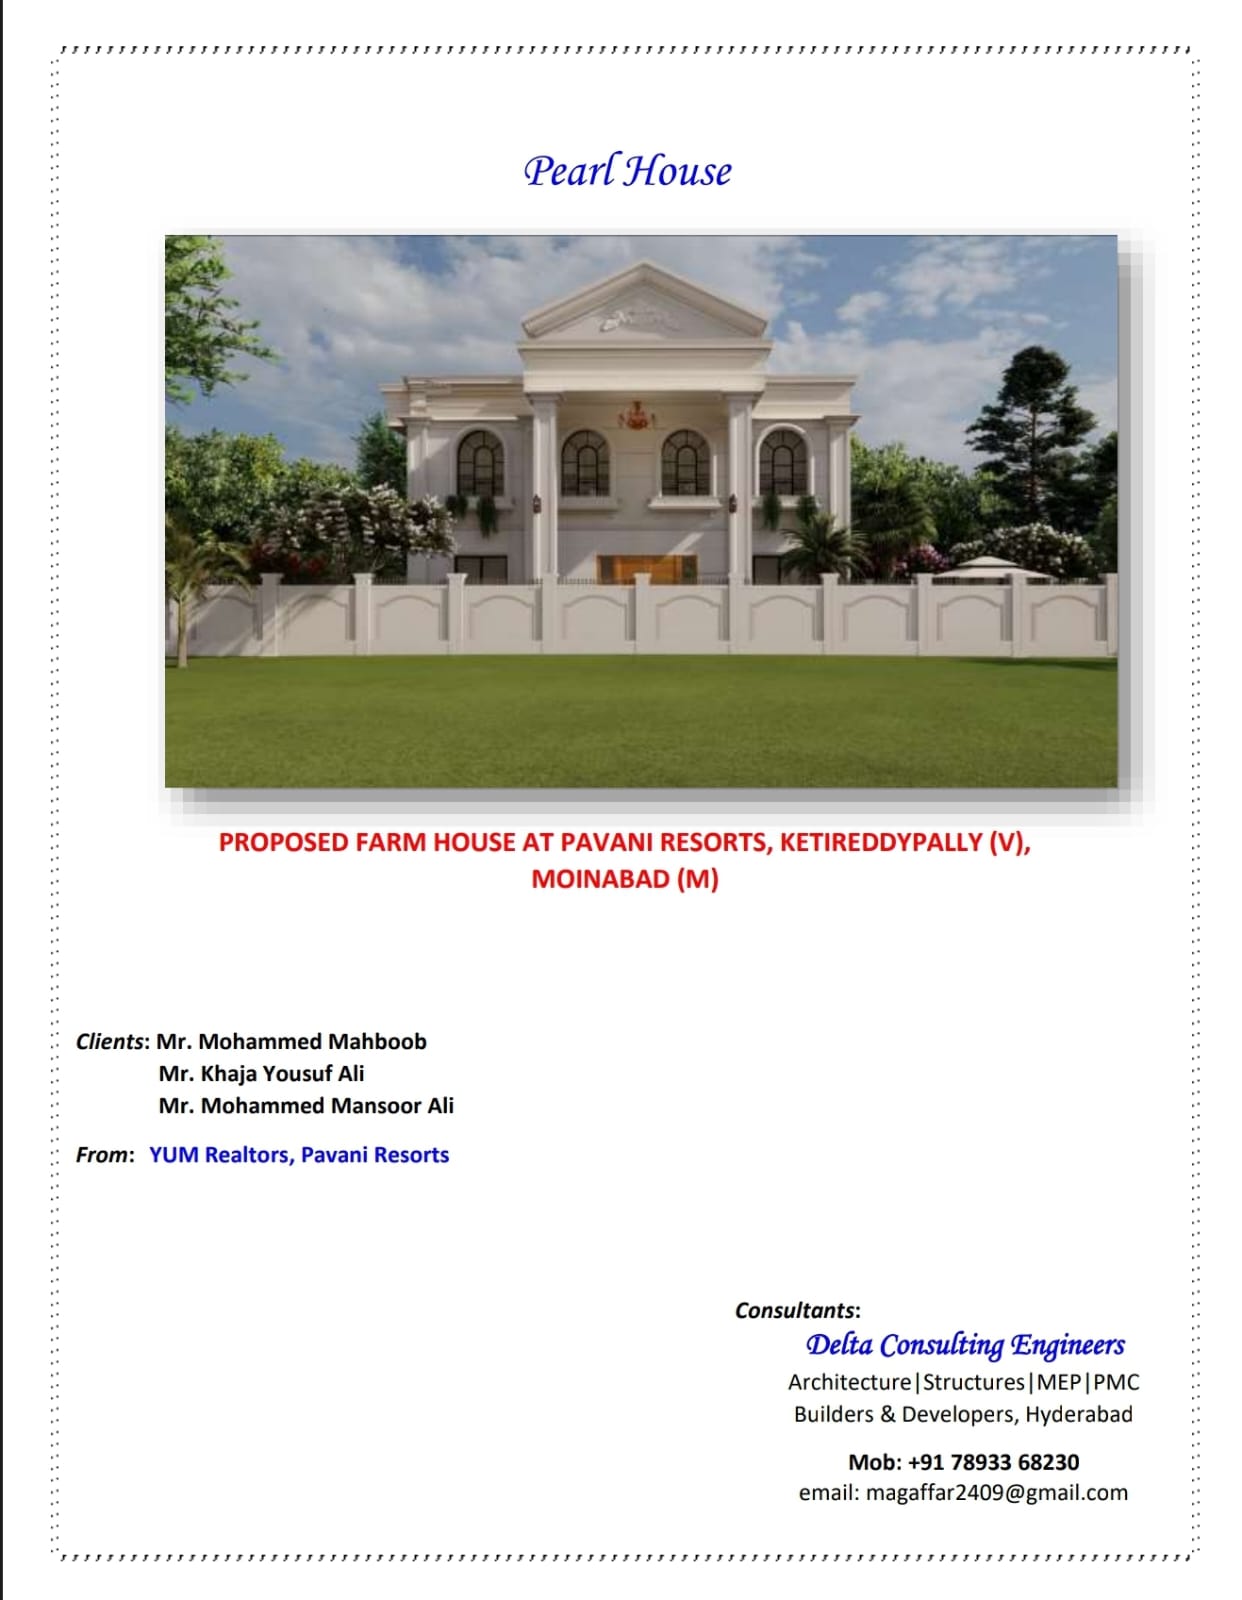 Pearl House
PROPOSED FARM HOUSE AT PAVANI RESORTS, KETIREDDYPALLY (V),
MOINABAD (M)
Clients: Mr. Mohammed Mahboob
Mr. Khaja Yousuf Ali
Mr. Mohammed Mansoor Ali
From: YUM Realtors, Pavani Resorts
Consultants:
Delta Consulting Engineers
Architecture|Structures|MEP|PMC
Builders & Developers, Hyderabad
Mob: +91 78933 68230
email: magaffar2409@gmail.com